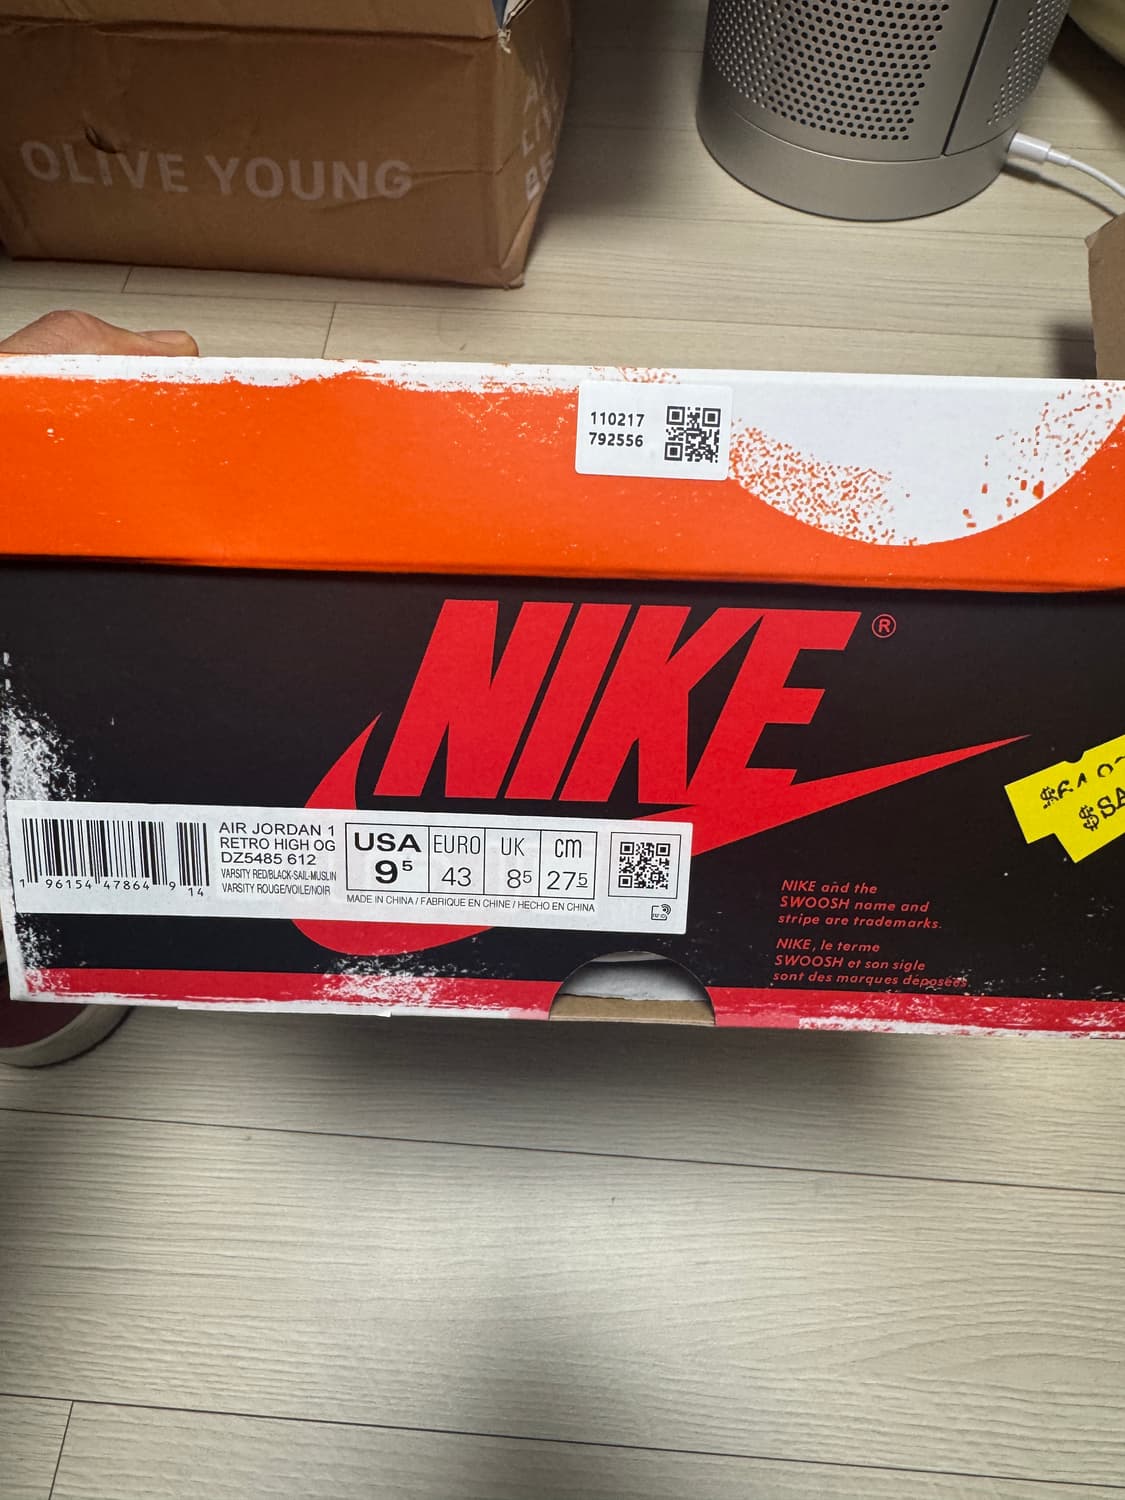 OLIVE YOUNG
110217
792556
NIKE®
AIR JORDAN 1
RETRO HIGH OG
DZ5485 612
VARSITY RED/BLACK-SAIL-MUSLIN
VARSITY ROUGE/VOILE/NOIR
USA
9⁵
EURO
43
UK
8⁵
cm
27⁵
MADE IN CHINA / FABRIQUE EN CHINE / HECHO EN CHINA
1 96154 47864 9 14
RFID
NIKE and the
SWOOSH name and
stripe are trademarks.
NIKE, le terme
SWOOSH et son sigle
sont des marques déposées.